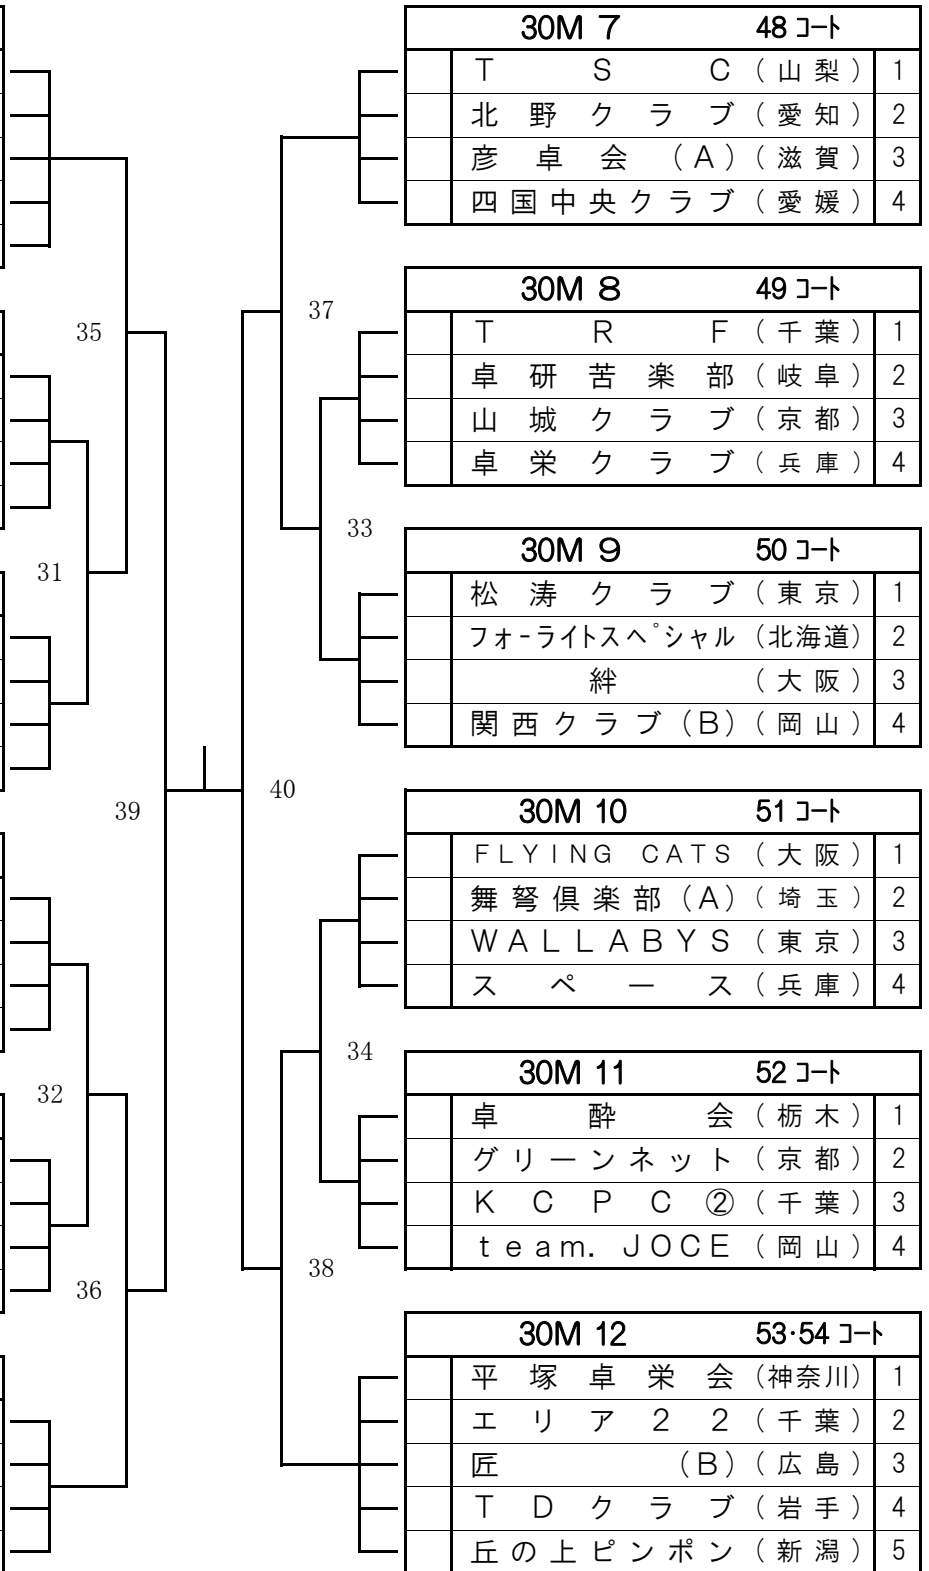 30M 7 48 コート
T S C (山梨) 1
北野クラブ (愛知) 2
彦卓会(A) (滋賀) 3
四国中央クラブ (愛媛) 4
37
30M 8 49 コート
35
T R F (千葉) 1
卓研苦楽部 (岐阜) 2
山城クラブ (京都) 3
卓栄クラブ (兵庫) 4
33
30M 9 50 コート
31
松涛クラブ (東京) 1
フォーライトスペシャル (北海道) 2
絆 (大阪) 3
関西クラブ(B) (岡山) 4
40
39
30M 10 51 コート
FLYING CATS (大阪) 1
舞弩倶楽部(A) (埼玉) 2
WALLABYS (東京) 3
スペース (兵庫) 4
34
30M 11 52 コート
32
卓酔会 (栃木) 1
グリーンネット (京都) 2
KCPC② (千葉) 3
team. JOCE (岡山) 4
38
36
30M 12 53·54 コート
平塚卓栄会 (神奈川) 1
エリア22 (千葉) 2
匠(B) (広島) 3
TDクラブ (岩手) 4
丘の上ピンポン (新潟) 5